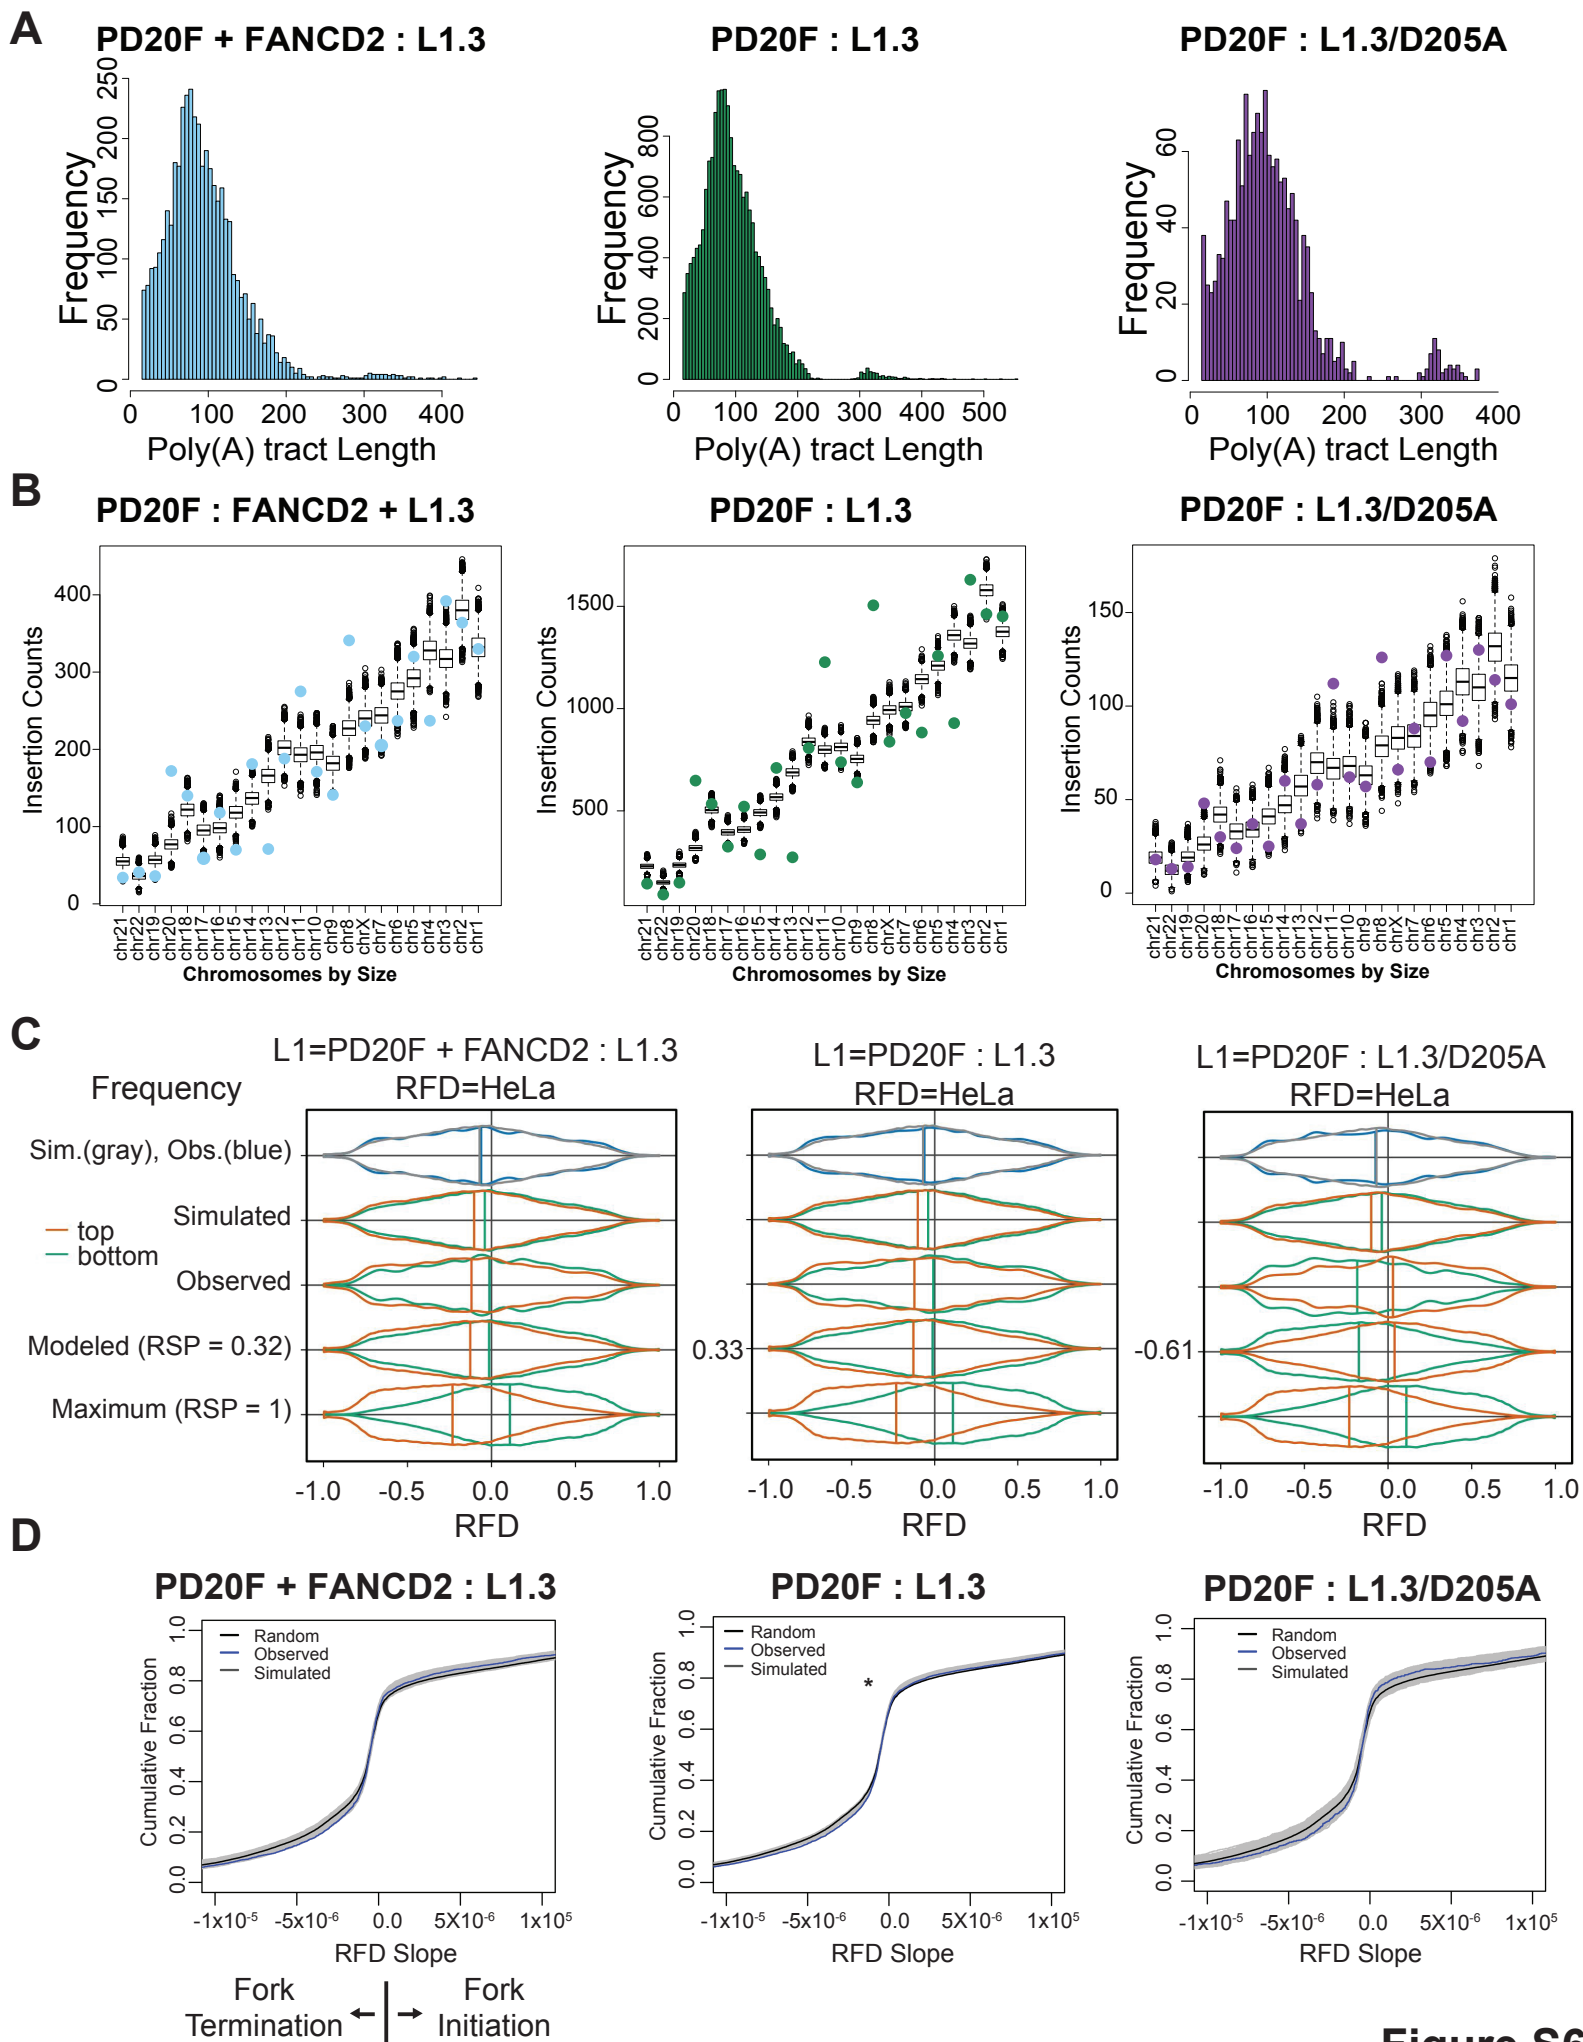 A
PD20F + FANCD2 : L1.3
PD20F : L1.3
PD20F : L1.3/D205A
Frequency
0 50 100 150 200 250
0 100 200 300 400
Poly(A) tract Length
Frequency
0 200 400 600 800
0 100 200 300 400 500
Poly(A) tract Length
Frequency
0 20 40 60
0 100 200 300 400
Poly(A) tract Length
B
PD20F : FANCD2 + L1.3
PD20F : L1.3
PD20F : L1.3/D205A
Insertion Counts
400
300
200
100
0
chr21 chr22 chr19 chr20 chr18 chr17 chr16 chr15 chr14 chr13 chr12 chr11 chr10 chr9 chr8 chrX chr7 chr6 chr5 chr4 chr3 chr2 chr1
Chromosomes by Size
Insertion Counts
1500
1000
500
chr21 chr22 chr19 chr20 chr18 chr17 chr16 chr15 chr14 chr13 chr12 chr11 chr10 chr9 chr8 chrX chr7 chr6 chr5 chr4 chr3 chr2 chr1
Chromosomes by Size
Insertion Counts
150
100
50
0
chr21 chr22 chr19 chr20 chr18 chr17 chr16 chr15 chr14 chr13 chr12 chr11 chr10 chr9 chr8 chrX chr7 chr6 chr5 chr4 chr3 chr2 chr1
Chromosomes by Size
C
L1=PD20F + FANCD2 : L1.3
RFD=HeLa
L1=PD20F : L1.3
RFD=HeLa
L1=PD20F : L1.3/D205A
RFD=HeLa
Frequency
Sim.(gray), Obs.(blue)
Simulated
top
bottom
Observed
Modeled (RSP = 0.32)
0.33
-0.61
Maximum (RSP = 1)
-1.0 -0.5 0.0 0.5 1.0
RFD
-1.0 -0.5 0.0 0.5 1.0
RFD
-1.0 -0.5 0.0 0.5 1.0
RFD
D
PD20F + FANCD2 : L1.3
PD20F : L1.3
PD20F : L1.3/D205A
Cumulative Fraction
0.0 0.2 0.4 0.6 0.8 1.0
Random
Observed
Simulated
-1x10⁻⁵ -5x10⁻⁶ 0.0 5X10⁻⁶ 1x10⁵
RFD Slope
Cumulative Fraction
0.0 0.2 0.4 0.6 0.8 1.0
Random
Observed
Simulated
*
-1x10⁻⁵ -5x10⁻⁶ 0.0 5X10⁻⁶ 1x10⁵
RFD Slope
Cumulative Fraction
0.0 0.2 0.4 0.6 0.8 1.0
Random
Observed
Simulated
-1x10⁻⁵ -5x10⁻⁶ 0.0 5X10⁻⁶ 1x10⁵
RFD Slope
Fork
Termination
Fork
Initiation
Figure